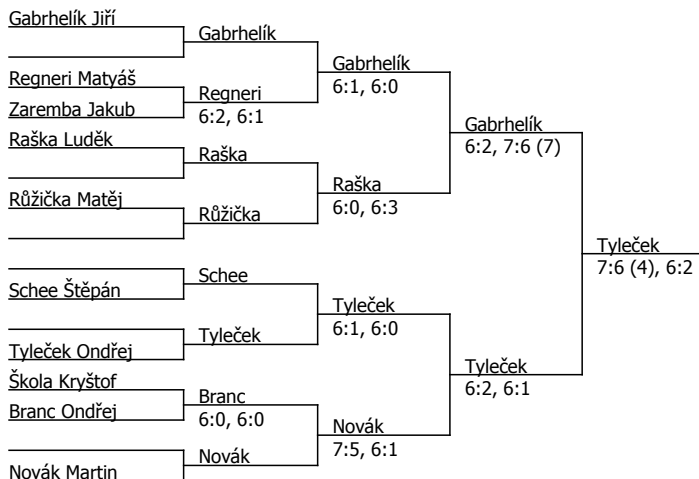 Gabrhelík Jiří
Gabrhelík
Gabrhelík
6:1, 6:0
Regneri Matyáš
Regneri
6:2, 6:1
Zaremba Jakub
Gabrhelík
6:2, 7:6 (7)
Raška Luděk
Raška
Raška
6:0, 6:3
Růžička Matěj
Růžička
Tyleček
7:6 (4), 6:2
Schee Štěpán
Schee
Tyleček
6:1, 6:0
Tyleček Ondřej
Tyleček
Tyleček
6:2, 6:1
Škola Kryštof
Branc
6:0, 6:0
Branc Ondřej
Novák
7:5, 6:1
Novák Martin
Novák